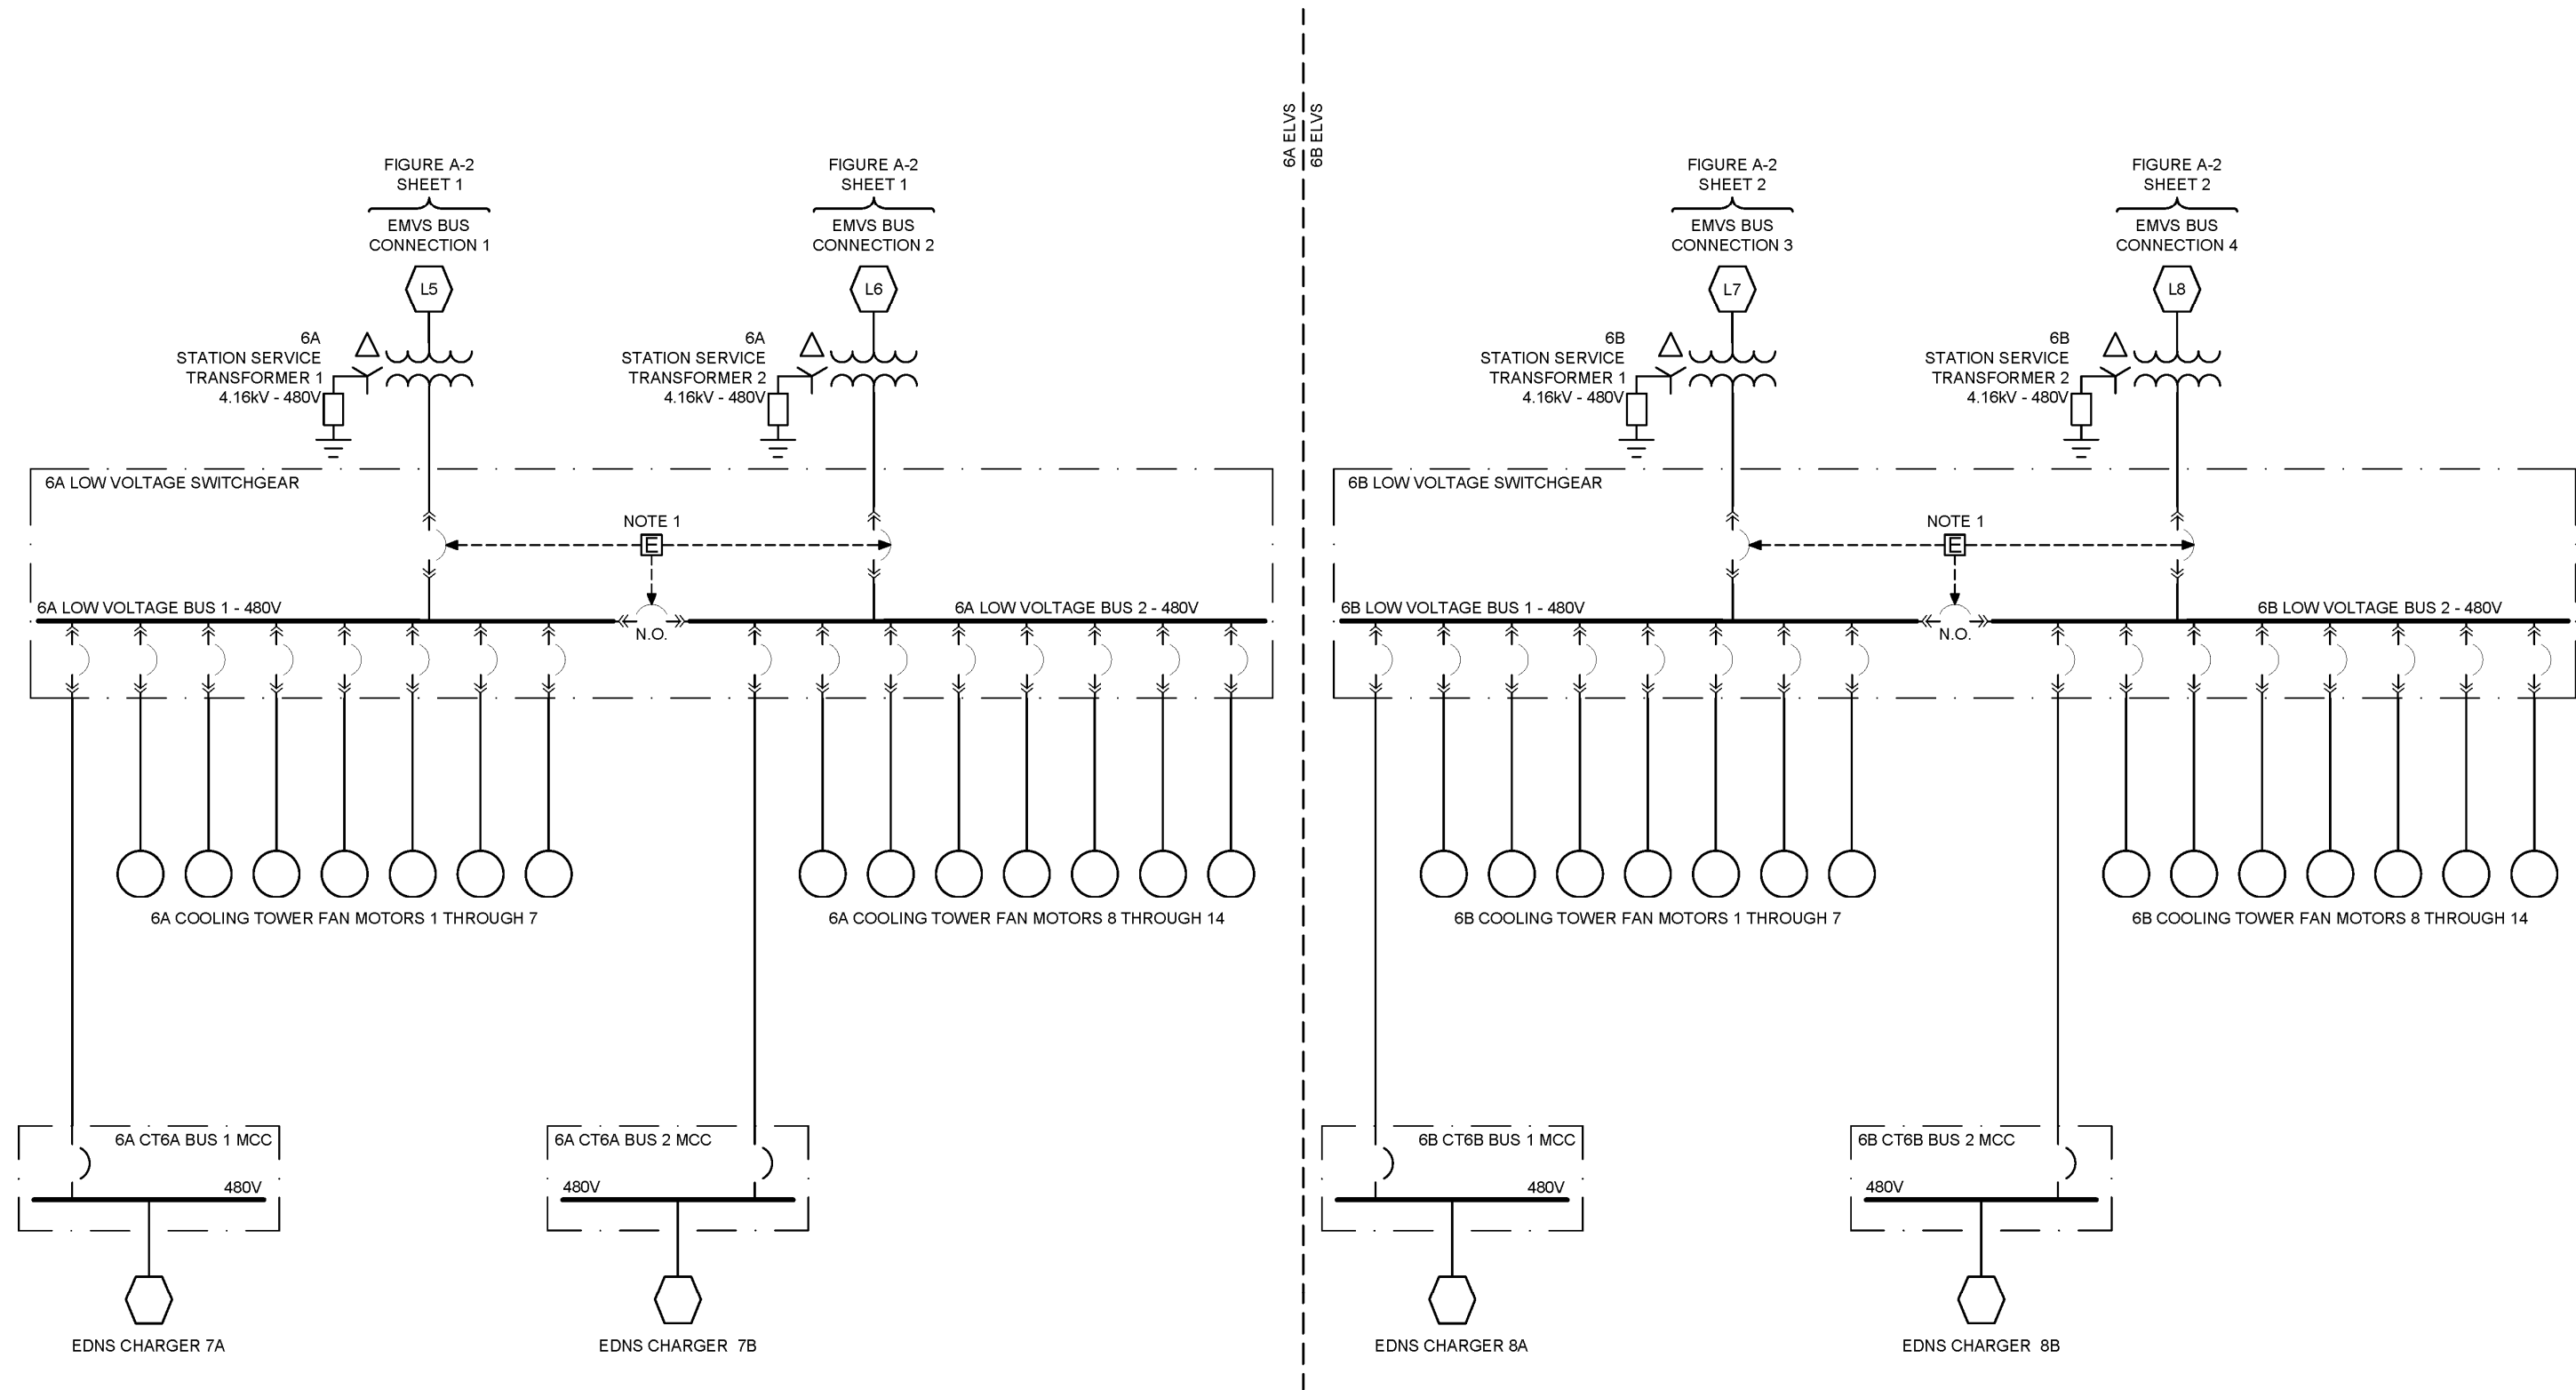 6A ELVS
6B ELVS
FIGURE A-2
SHEET 1
EMVS BUS
CONNECTION 1
L5
6A
STATION SERVICE
TRANSFORMER 1
4.16kV - 480V
FIGURE A-2
SHEET 1
EMVS BUS
CONNECTION 2
L6
6A
STATION SERVICE
TRANSFORMER 2
4.16kV - 480V
FIGURE A-2
SHEET 2
EMVS BUS
CONNECTION 3
L7
6B
STATION SERVICE
TRANSFORMER 1
4.16kV - 480V
FIGURE A-2
SHEET 2
EMVS BUS
CONNECTION 4
L8
6B
STATION SERVICE
TRANSFORMER 2
4.16kV - 480V
6A LOW VOLTAGE SWITCHGEAR
NOTE 1
E
6A LOW VOLTAGE BUS 1 - 480V
N.O.
6A LOW VOLTAGE BUS 2 - 480V
6B LOW VOLTAGE SWITCHGEAR
NOTE 1
E
6B LOW VOLTAGE BUS 1 - 480V
N.O.
6B LOW VOLTAGE BUS 2 - 480V
6A COOLING TOWER FAN MOTORS 1 THROUGH 7
6A COOLING TOWER FAN MOTORS 8 THROUGH 14
6B COOLING TOWER FAN MOTORS 1 THROUGH 7
6B COOLING TOWER FAN MOTORS 8 THROUGH 14
6A CT6A BUS 1 MCC
480V
EDNS CHARGER 7A
6A CT6A BUS 2 MCC
480V
EDNS CHARGER 7B
6B CT6B BUS 1 MCC
480V
EDNS CHARGER 8A
6B CT6B BUS 2 MCC
480V
EDNS CHARGER 8B